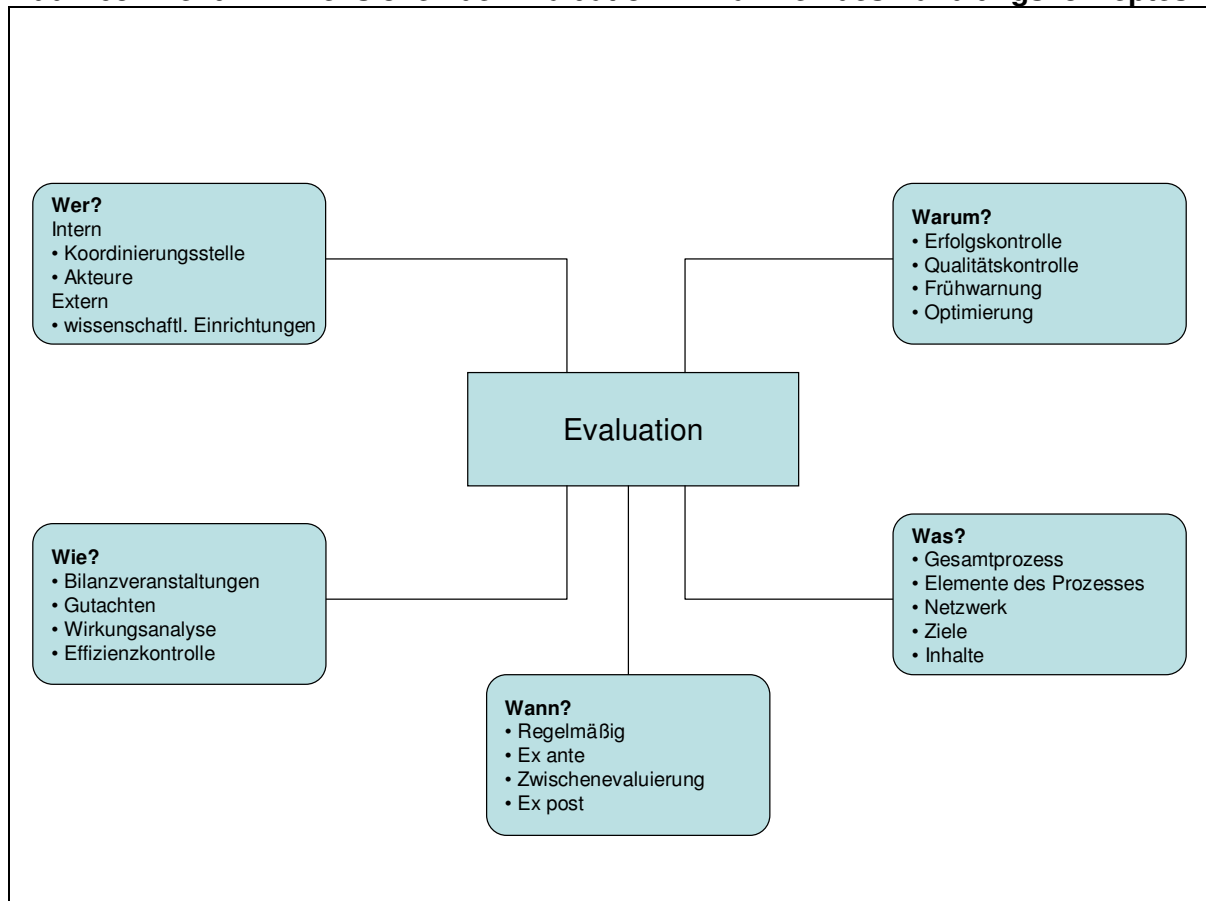 Wer?
Intern
• Koordinierungsstelle
• Akteure
Extern
• wissenschaftl. Einrichtungen
Warum?
• Erfolgskontrolle
• Qualitätskontrolle
• Frühwarnung
• Optimierung
Evaluation
Wie?
• Bilanzveranstaltungen
• Gutachten
• Wirkungsanalyse
• Effizienzkontrolle
Was?
• Gesamtprozess
• Elemente des Prozesses
• Netzwerk
• Ziele
• Inhalte
Wann?
• Regelmäßig
• Ex ante
• Zwischenevaluierung
• Ex post